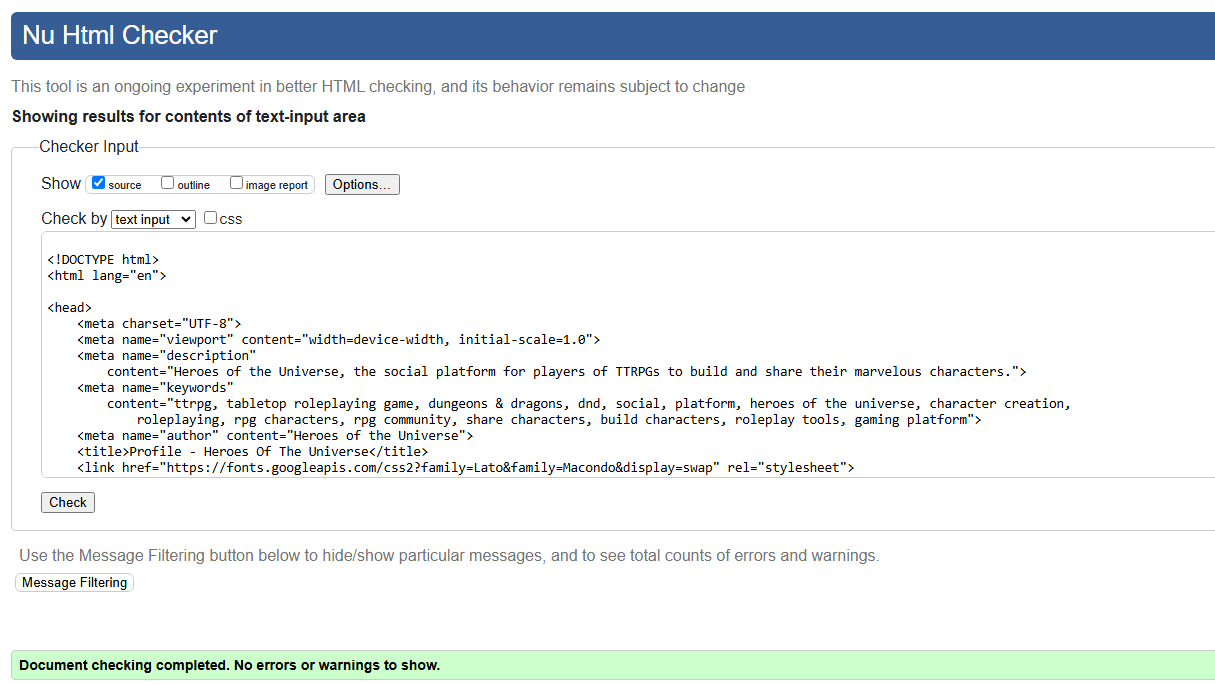 Nu Html Checker
This tool is an ongoing experiment in better HTML checking, and its behavior remains subject to change
Showing results for contents of text-input area
Checker Input
Show source outline image report Options...
Check by text input css
<!DOCTYPE html>
<html lang="en">
<head>
    <meta charset="UTF-8">
    <meta name="viewport" content="width=device-width, initial-scale=1.0">
    <meta name="description"
        content="Heroes of the Universe, the social platform for players of TTRPGs to build and share their marvelous characters.">
    <meta name="keywords"
        content="ttrpg, tabletop roleplaying game, dungeons & dragons, dnd, social, platform, heroes of the universe, character creation,
            roleplaying, rpg characters, rpg community, share characters, build characters, roleplay tools, gaming platform">
    <meta name="author" content="Heroes of the Universe">
    <title>Profile - Heroes Of The Universe</title>
    <link href="https://fonts.googleapis.com/css2?family=Lato&family=Macondo&display=swap" rel="stylesheet">
Check
Use the Message Filtering button below to hide/show particular messages, and to see total counts of errors and warnings.
Message Filtering
Document checking completed. No errors or warnings to show.